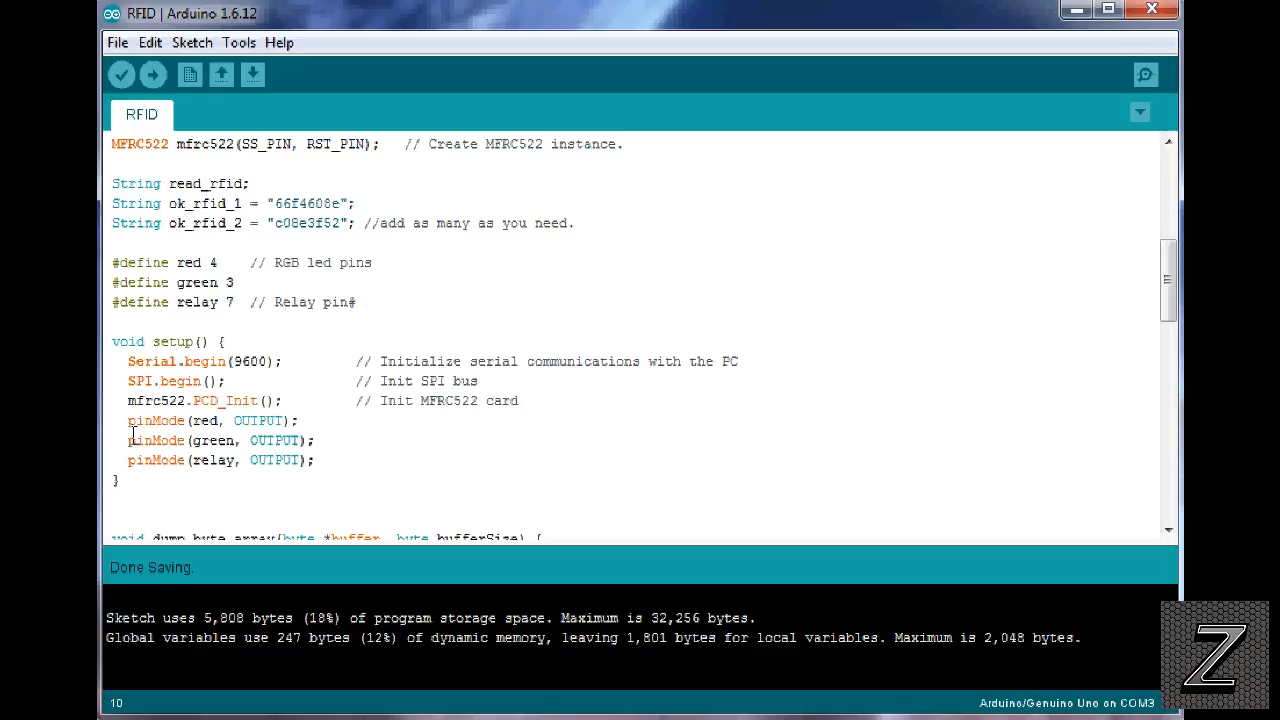 RFID | Arduino 1.6.12
File Edit Sketch Tools Help
RFID
MFRC522 mfrc522(SS_PIN, RST_PIN);   // Create MFRC522 instance.
String read_rfid;
String ok_rfid_1 = "66f4608e";
String ok_rfid_2 = "c08e3f52"; //add as many as you need.
#define red 4    // RGB led pins
#define green 3
#define relay 7  // Relay pin#
void setup() {
  Serial.begin(9600);         // Initialize serial communications with the PC
  SPI.begin();                // Init SPI bus
  mfrc522.PCD_Init();         // Init MFRC522 card
  pinMode(red, OUTPUT);
  pinMode(green, OUTPUT);
  pinMode(relay, OUTPUT);
}
void dump_byte_array(byte *buffer, byte bufferSize) {
Done Saving.
Sketch uses 5,808 bytes (18%) of program storage space. Maximum is 32,256 bytes.
Global variables use 247 bytes (12%) of dynamic memory, leaving 1,801 bytes for local variables. Maximum is 2,048 bytes.
10
Arduino/Genuino Uno on COM3
Z